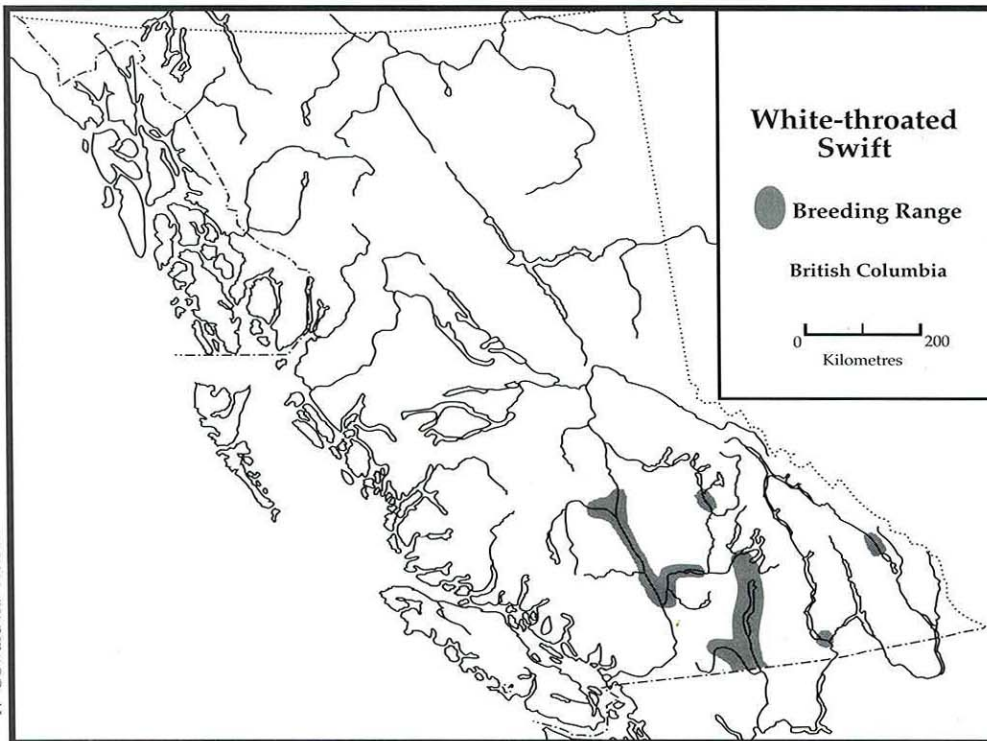 White-throated
Swift
Breeding Range
British Columbia
0 200
Kilometres